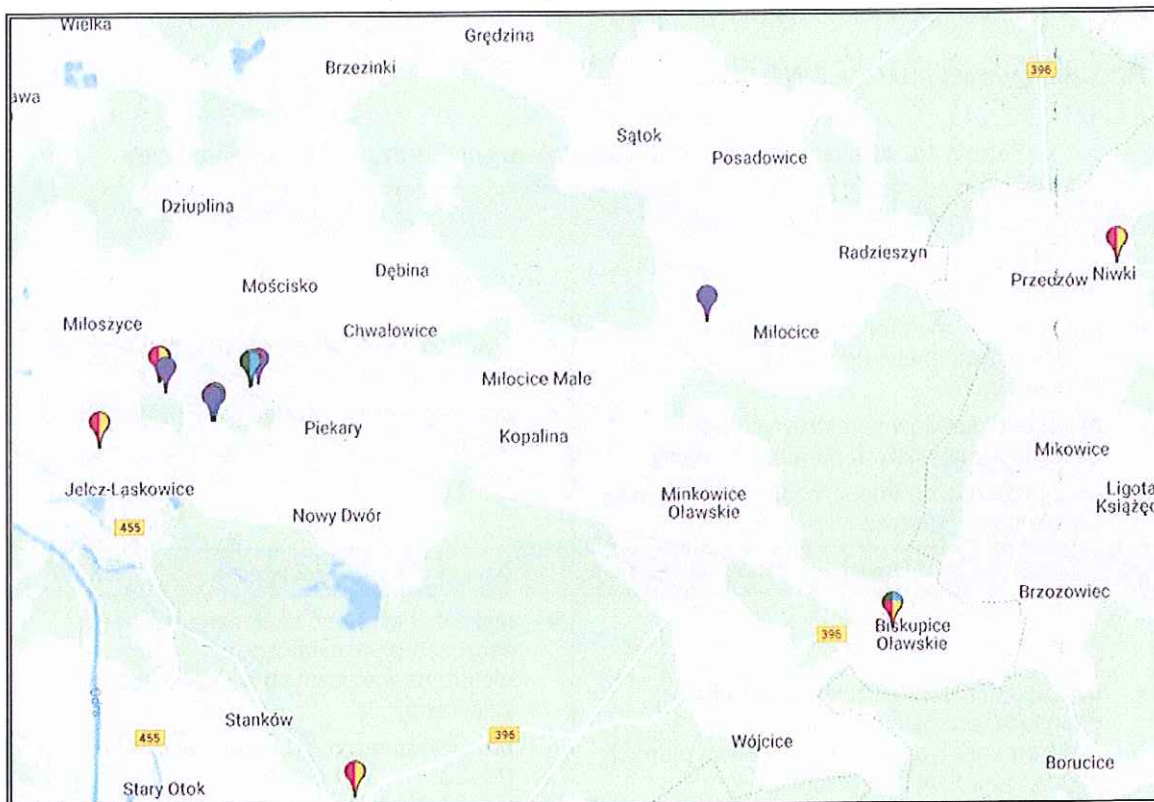 Wielka
Grędzina
Brzezinki
396
awa
Sątok
Posadowice
Dziuplina
Radzieszyn
Dębina
Mościsko
Przedzów
Niwki
Miłoszyce
Chwałowice
Miłocice
Miłocice Małe
Piekary
Kopalina
Mikowice
Jelcz-Laskowice
Minkowice
Oławskie
Ligota
Książęc
455
Nowy Dwór
Brzozowiec
396
Biskupice
Oławskie
Odra
Stanków
455
396
Wójcice
Borucice
Stary Otok